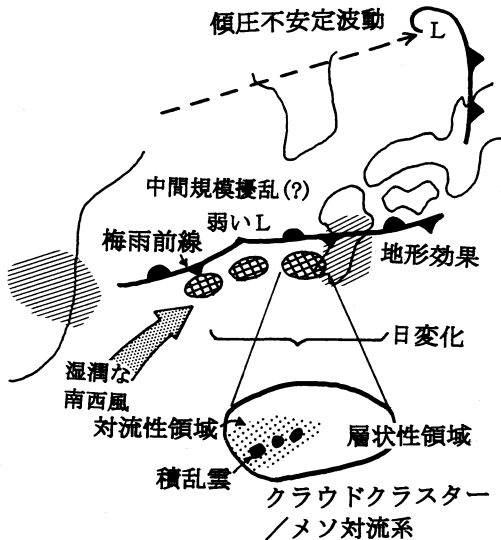 傾圧不安定波動
L
中間規模擾乱(?)
弱いL
梅雨前線
地形効果
日変化
湿潤な
南西風
対流性領域
層状性領域
積乱雲
クラウドクラスター
／メソ対流系